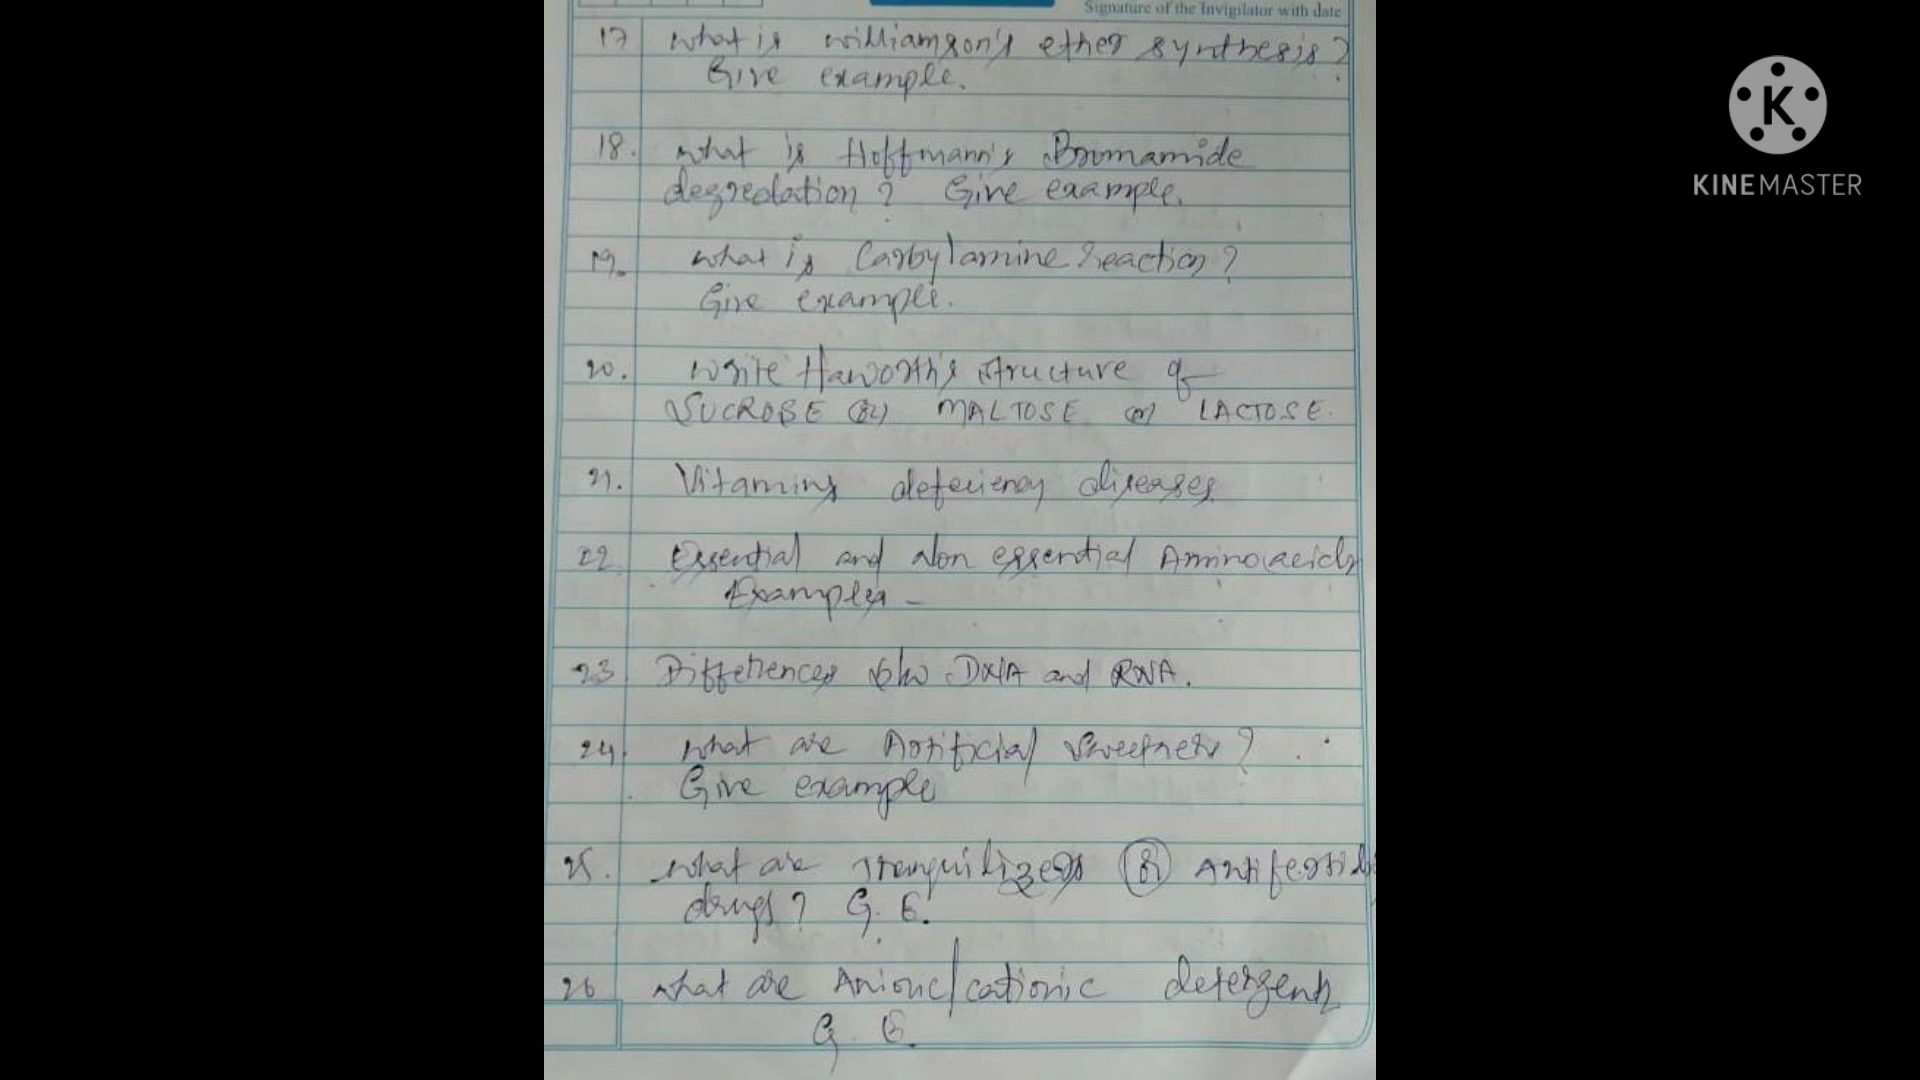 Signature of the Invigilator with date
17 What is williamson's ether synthesis?
Give example.
18. What is Hoffmann's Bromamide
degredation? Give example.
19. What is Carbylamine reaction?
Give example.
20. Write Haworth's structure of
SUCROSE (or) MALTOSE or LACTOSE.
21. Vitamins deficiency diseases
22 Essential and Non essential Aminoacids
Examples -
23 Differences b/w DNA and RNA.
24. What are Artificial Sweetners?
Give example
25. What are tranquilizers or
drugs? G. E.
26 What are Anionic/cationic detergents
G. E.
K
KINEMASTER